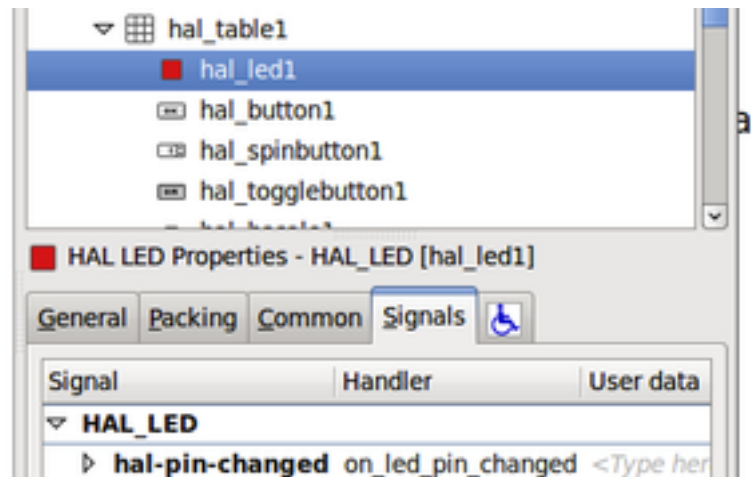 hal_table1
hal_led1
hal_button1
hal_spinbutton1
hal_togglebutton1
HAL LED Properties - HAL_LED [hal_led1]
General Packing Common Signals
Signal Handler User data
HAL_LED
hal-pin-changed on_led_pin_changed <Type her